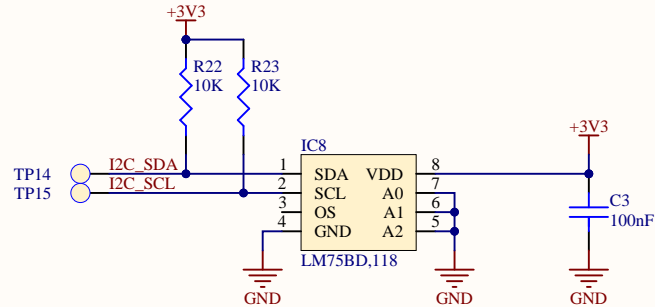 +3V3
R22
10K
R23
10K
IC8
+3V3
TP14
I2C_SDA
1
SDA
VDD
8
TP15
I2C_SCL
2
SCL
A0
7
3
OS
A1
6
4
GND
A2
5
C3
100nF
LM75BD,118
GND
GND
GND